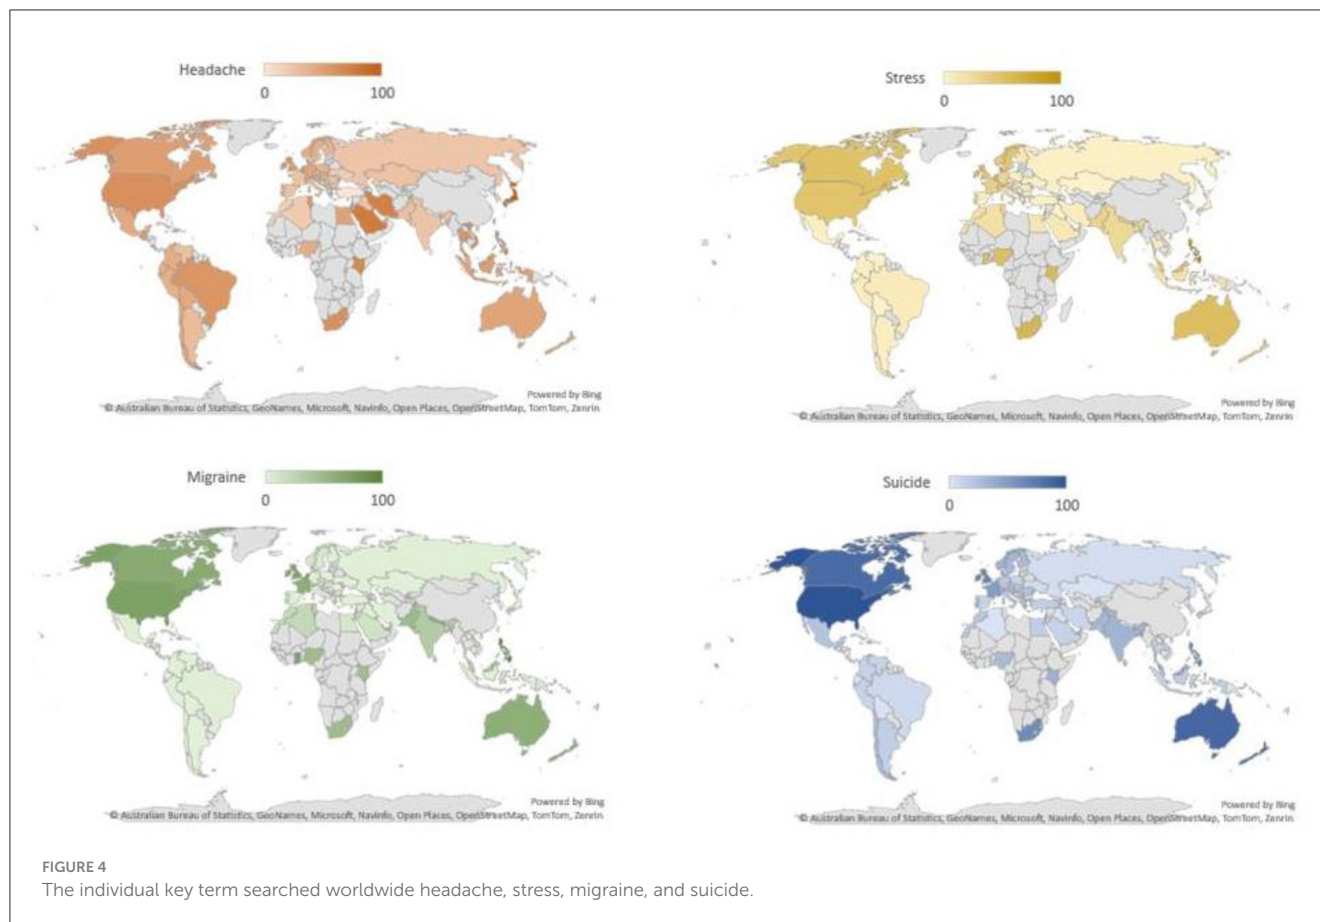 Headache
0 100
Powered by Bing
© Australian Bureau of Statistics, GeoNames, Microsoft, Navinfo, Open Places, OpenStreetMap, TomTom, Zenrin
Stress
0 100
Powered by Bing
© Australian Bureau of Statistics, GeoNames, Microsoft, Navinfo, Open Places, OpenStreetMap, TomTom, Zenrin
Migraine
0 100
Powered by Bing
© Australian Bureau of Statistics, GeoNames, Microsoft, Navinfo, Open Places, OpenStreetMap, TomTom, Zenrin
Suicide
0 100
Powered by Bing
© Australian Bureau of Statistics, GeoNames, Microsoft, Navinfo, Open Places, OpenStreetMap, TomTom, Zenrin
FIGURE 4
The individual key term searched worldwide headache, stress, migraine, and suicide.